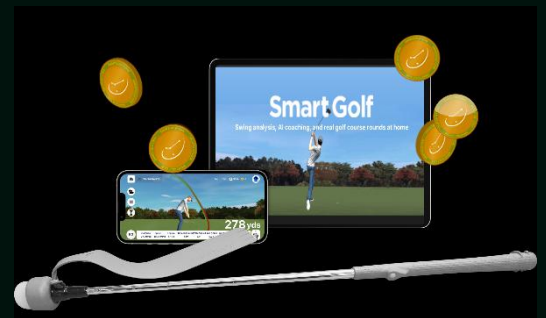 Smart Golf
Swing analysis, AI coaching, and real golf course rounds at home
278 yds